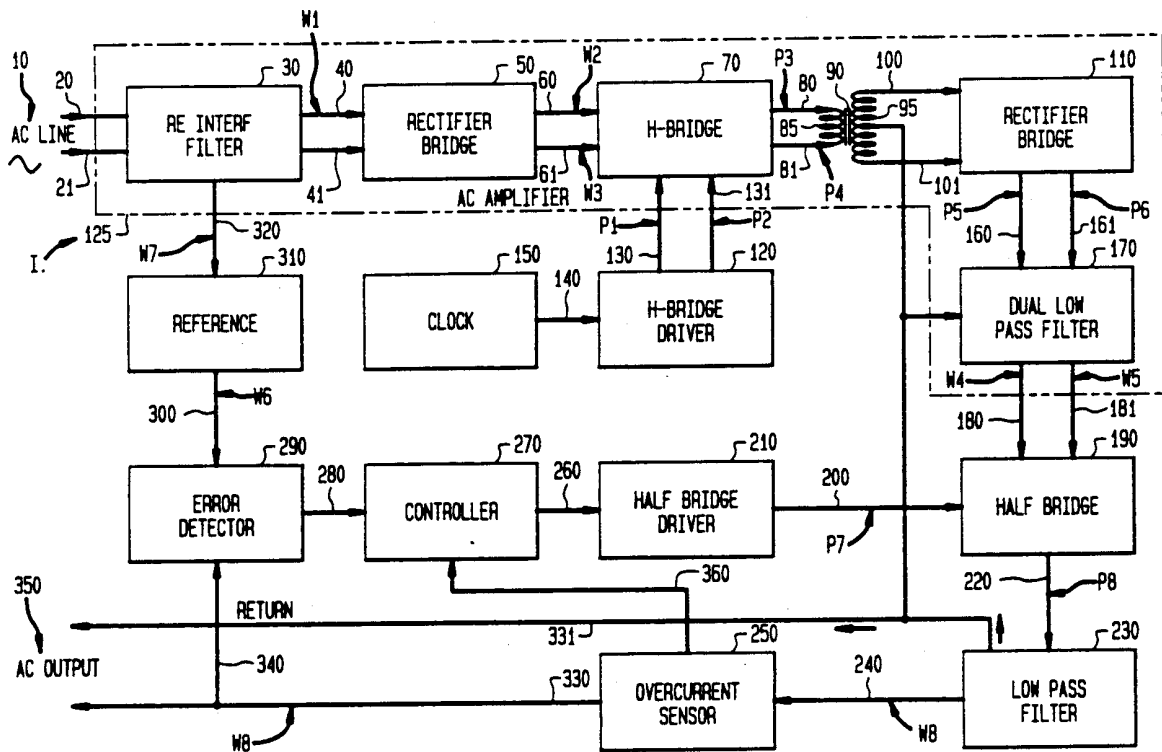 W1
10
20
30
40
50
60
W2
70
P3
80
90
100
110
AC LINE
RE INTERF
FILTER
RECTIFIER
BRIDGE
H-BRIDGE
85
95
RECTIFIER
BRIDGE
21
41
AC AMPLIFIER
61
W3
131
81
P4
101
125
320
P1
P2
P5
P6
I.
W7
310
150
140
130
120
160
161
170
REFERENCE
CLOCK
H-BRIDGE
DRIVER
DUAL LOW
PASS FILTER
W6
W4
W5
300
180
181
290
270
210
190
280
260
200
ERROR
DETECTOR
CONTROLLER
HALF BRIDGE
DRIVER
HALF BRIDGE
P7
350
360
220
P8
RETURN
331
250
230
AC OUTPUT
340
330
240
OVERCURRENT
SENSOR
LOW PASS
FILTER
W8
W8